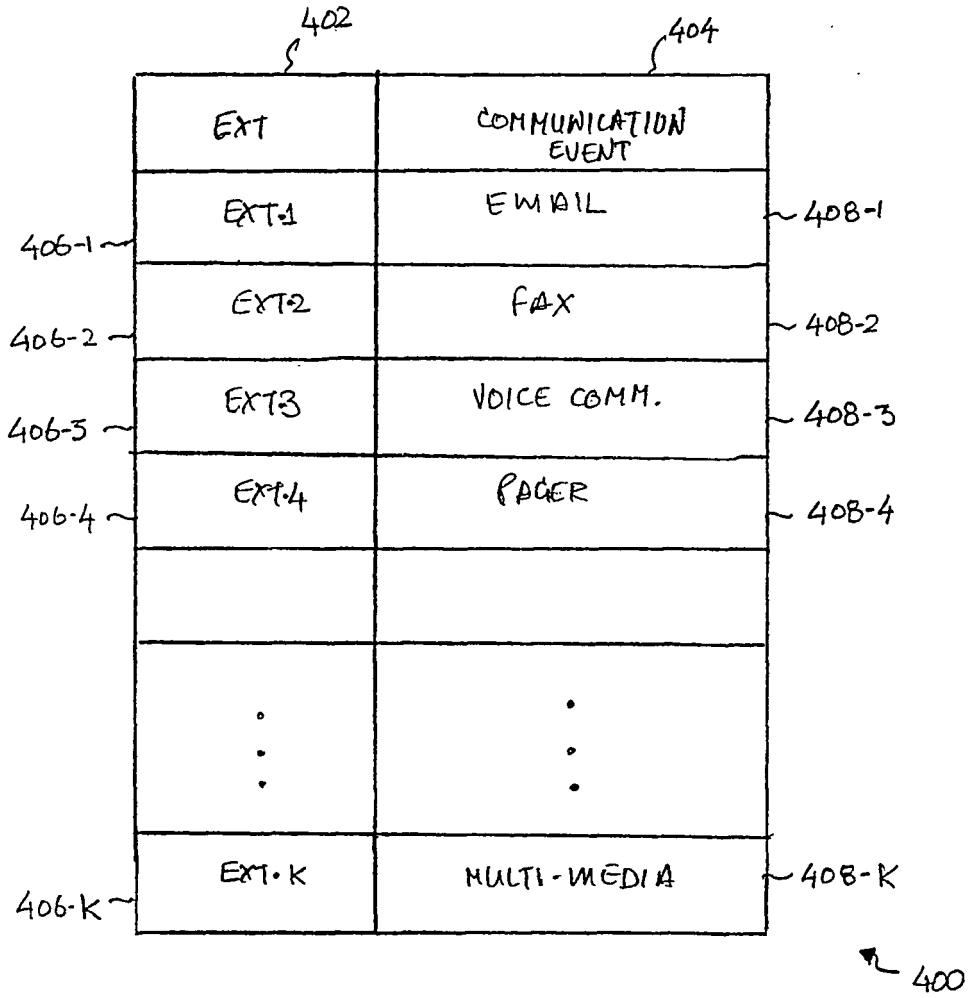 402
404
EXT
COMMUNICATION
EVENT
EXT.1
EMAIL
406-1
408-1
EXT.2
FAX
406-2
408-2
EXT.3
VOICE COMM.
406-3
408-3
EXT.4
PAGER
406-4
408-4
EXT.K
MULTI-MEDIA
406-K
408-K
400